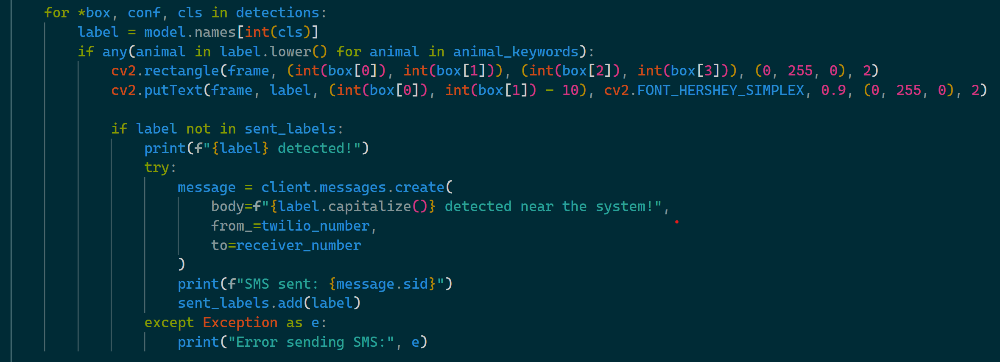 for *box, conf, cls in detections:
    label = model.names[int(cls)]
    if any(animal in label.lower() for animal in animal_keywords):
        cv2.rectangle(frame, (int(box[0]), int(box[1])), (int(box[2]), int(box[3])), (0, 255, 0), 2)
        cv2.putText(frame, label, (int(box[0]), int(box[1]) - 10), cv2.FONT_HERSHEY_SIMPLEX, 0.9, (0, 255, 0), 2)

        if label not in sent_labels:
            print(f"{label} detected!")
            try:
                message = client.messages.create(
                    body=f"{label.capitalize()} detected near the system!",
                    from_=twilio_number,
                    to=receiver_number
                )
                print(f"SMS sent: {message.sid}")
                sent_labels.add(label)
            except Exception as e:
                print("Error sending SMS:", e)